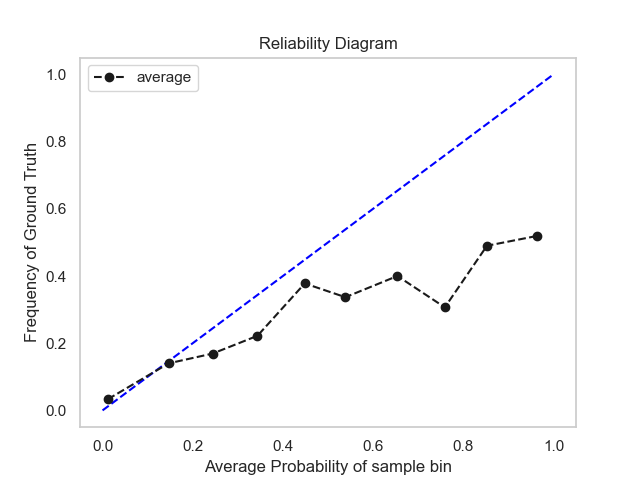 Reliability Diagram
average
Frequency of Ground Truth
1.0
0.8
0.6
0.4
0.2
0.0
0.0 0.2 0.4 0.6 0.8 1.0
Average Probability of sample bin